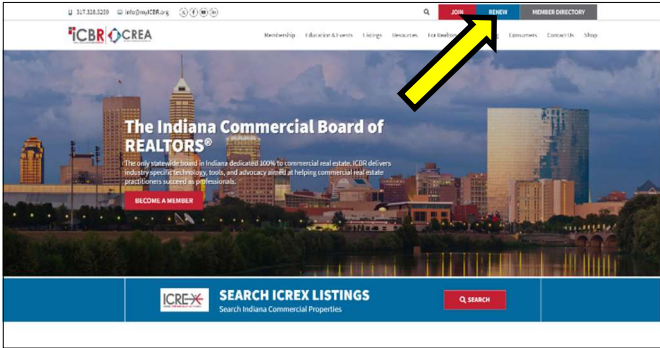 info@myICBR.org
JOIN
RENEW
MEMBER DIRECTORY
ICBR CREA
Membership Education & Events Listings Resources For Realtors Consumers Contact Us Shop
The Indiana Commercial Board of
REALTORS®
The only statewide board in Indiana dedicated 100% to commercial real estate, ICBR delivers
industry specific technology, tools, and advocacy aimed at helping commercial real estate
practitioners succeed as professionals.
BECOME A MEMBER
ICREX
SEARCH ICREX LISTINGS
Search Indiana Commercial Properties
SEARCH